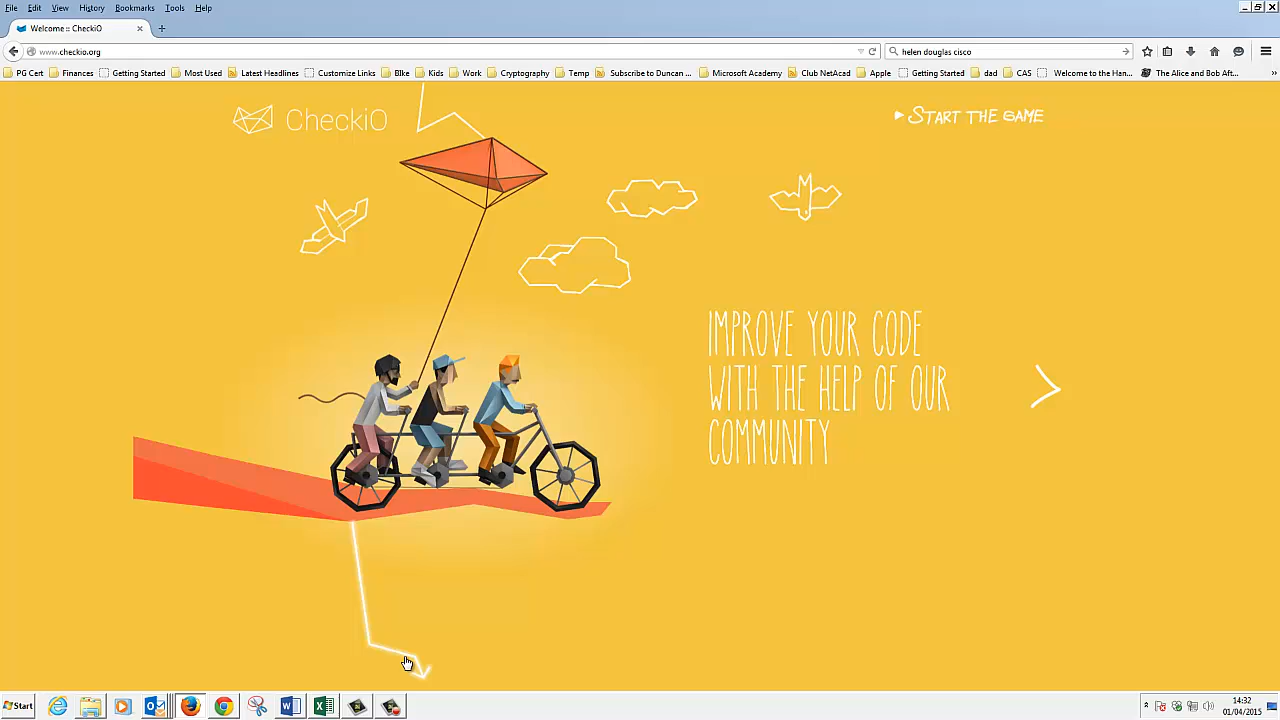 File Edit View History Bookmarks Tools Help
Welcome :: CheckiO
www.checkio.org
helen douglas cisco
PG Cert Finances Getting Started Most Used Latest Headlines Customize Links BIke Kids Work Cryptography Temp Subscribe to Duncan ... Microsoft Academy Club NetAcad Apple Getting Started dad CAS Welcome to the Han... The Alice and Bob Aft...
CheckiO
START THE GAME
IMPROVE YOUR CODE
WITH THE HELP OF OUR
COMMUNITY
Start
14:32
01/04/2015